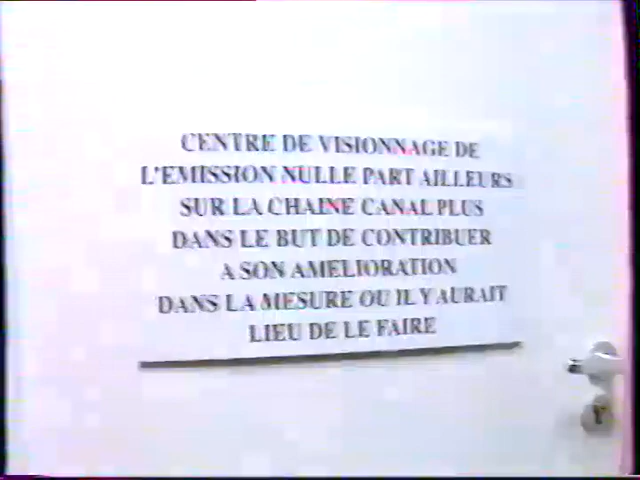 CENTRE DE VISIONNAGE DE
L'EMISSION NULLE PART AILLEURS
SUR LA CHAINE CANAL PLUS
DANS LE BUT DE CONTRIBUER
A SON AMELIORATION
DANS LA MESURE OU IL Y AURAIT
LIEU DE LE FAIRE